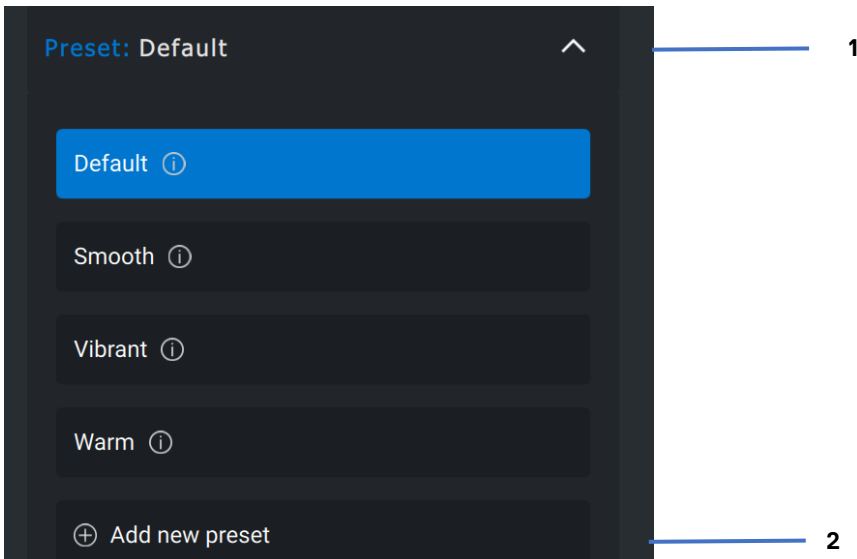 Preset: Default
1
Default
Smooth
Vibrant
Warm
Add new preset
2